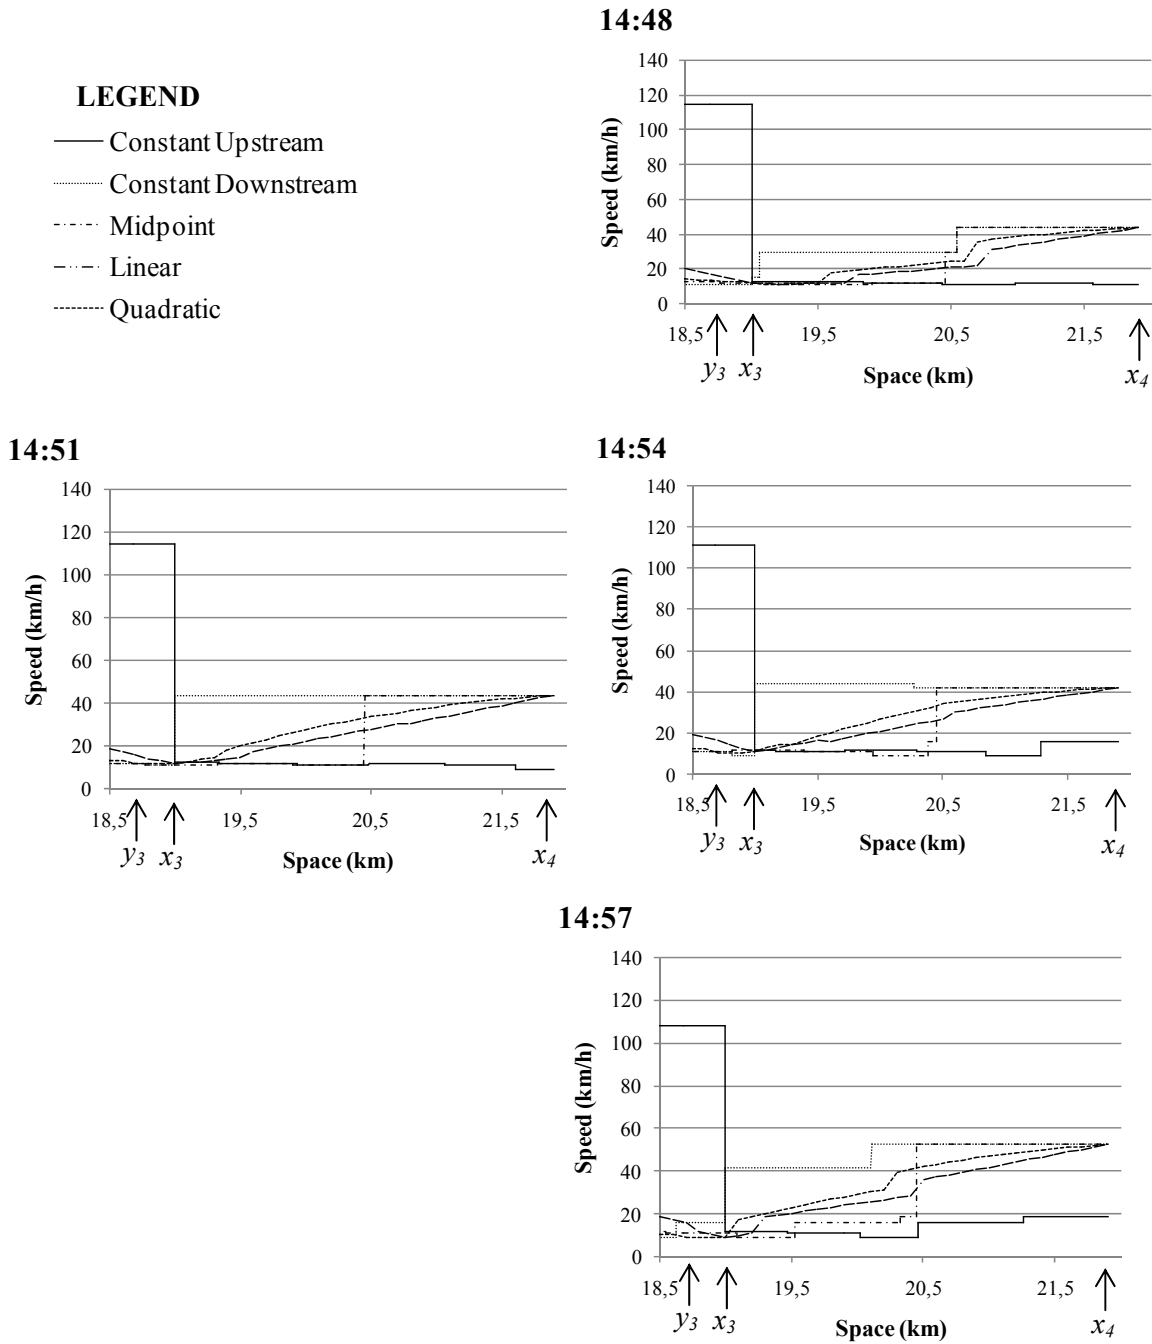 14:48
LEGEND
Constant Upstream
Constant Downstream
Midpoint
Linear
Quadratic
Speed (km/h)
140
120
100
80
60
40
20
0
18,5 19,5 20,5 21,5
y3 x3 x4
Space (km)
14:51
Speed (km/h)
140
120
100
80
60
40
20
0
18,5 19,5 20,5 21,5
y3 x3 x4
Space (km)
14:54
Speed (km/h)
140
120
100
80
60
40
20
0
18,5 19,5 20,5 21,5
y3 x3 x4
Space (km)
14:57
Speed (km/h)
140
120
100
80
60
40
20
0
18,5 19,5 20,5 21,5
y3 x3 x4
Space (km)